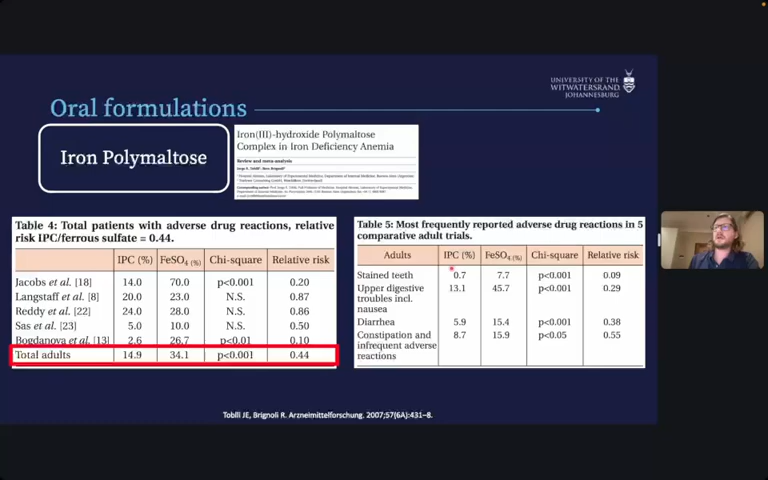 UNIVERSITY OF THE
WITWATERSRAND,
JOHANNESBURG
Oral formulations
Iron Polymaltose
Iron(III)-hydroxide Polymaltose
Complex in Iron Deficiency Anemia
Review and meta-analysis
Table 4: Total patients with adverse drug reactions, relative
risk IPC/ferrous sulfate = 0.44.
IPC (%) FeSO4 (%) Chi-square Relative risk
Jacobs et al. [18] 14.0 70.0 p<0.001 0.20
Langstaff et al. [8] 20.0 23.0 N.S. 0.87
Reddy et al. [22] 24.0 28.0 N.S. 0.86
Sas et al. [23] 5.0 10.0 N.S. 0.50
Bogdanova et al. [13] 2.6 26.7 p<0.01 0.10
Total adults 14.9 34.1 p<0.001 0.44
Table 5: Most frequently reported adverse drug reactions in 5
comparative adult trials.
Adults IPC (%) FeSO4 (%) Chi-square Relative risk
Stained teeth 0.7 7.7 p<0.001 0.09
Upper digestive 13.1 45.7 p<0.001 0.29
troubles incl.
nausea
Diarrhea 5.9 15.4 p<0.001 0.38
Constipation and 8.7 15.9 p<0.05 0.55
infrequent adverse
reactions
Toblli JE, Brignoli R. Arzneimittelforschung. 2007;57(6A):431–8.